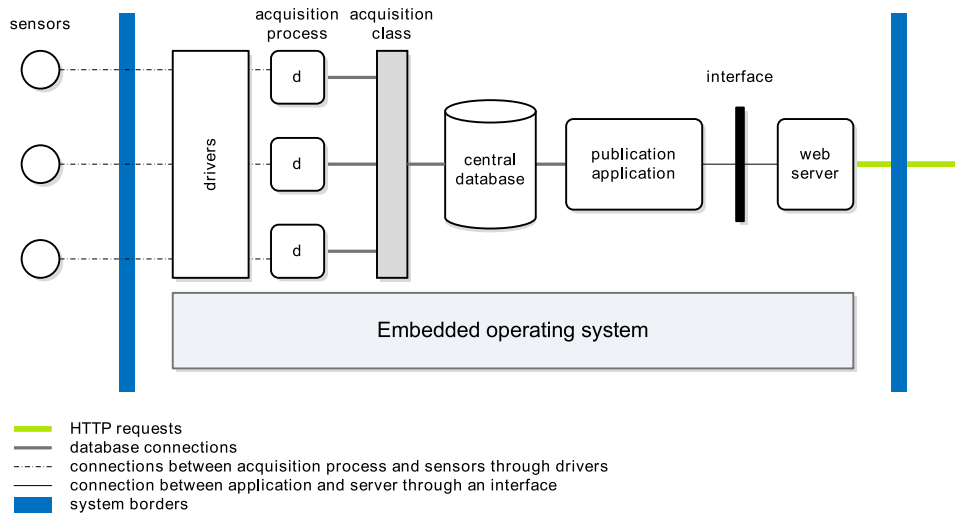 sensors
acquisition
process
acquisition
class
drivers
d
d
d
central
database
publication
application
interface
web
server
Embedded operating system
HTTP requests
database connections
connections between acquisition process and sensors through drivers
connection between application and server through an interface
system borders